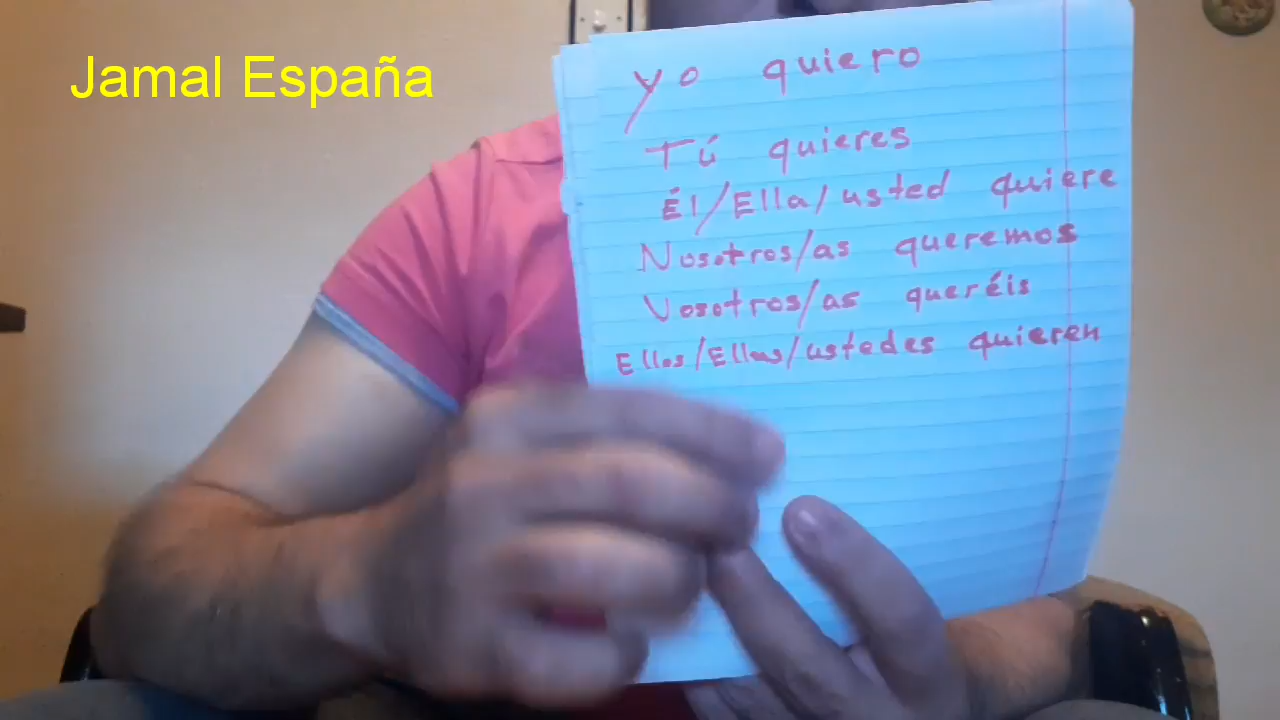 Jamal España
Yo quiero
Tú quieres
Él/Ella/usted quiere
Nosotros/as queremos
Vosotros/as queréis
Ellos/Ellas/ustedes quieren